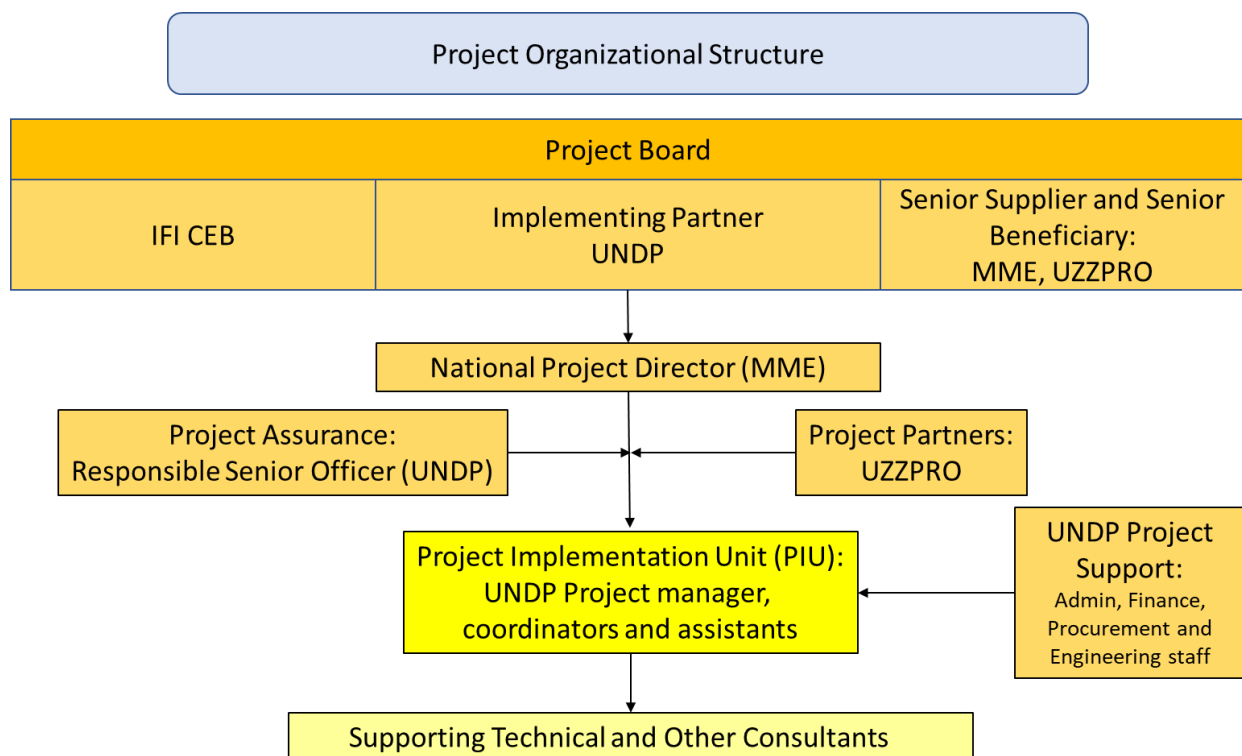 Project Organizational Structure
Project Board
IFI CEB
Implementing Partner
UNDP
Senior Supplier and Senior
Beneficiary:
MME, UZZPRO
National Project Director (MME)
Project Assurance:
Responsible Senior Officer (UNDP)
Project Partners:
UZZPRO
Project Implementation Unit (PIU):
UNDP Project manager,
coordinators and assistants
UNDP Project
Support:
Admin, Finance,
Procurement and
Engineering staff
Supporting Technical and Other Consultants